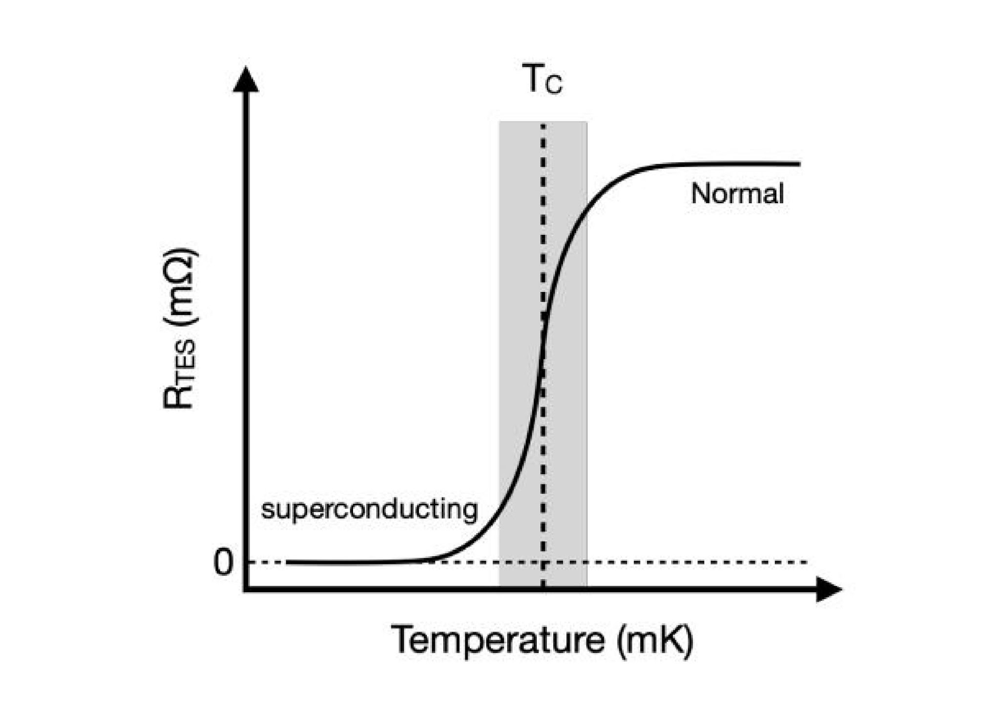 TC
RTES (mΩ)
Normal
superconducting
0
Temperature (mK)